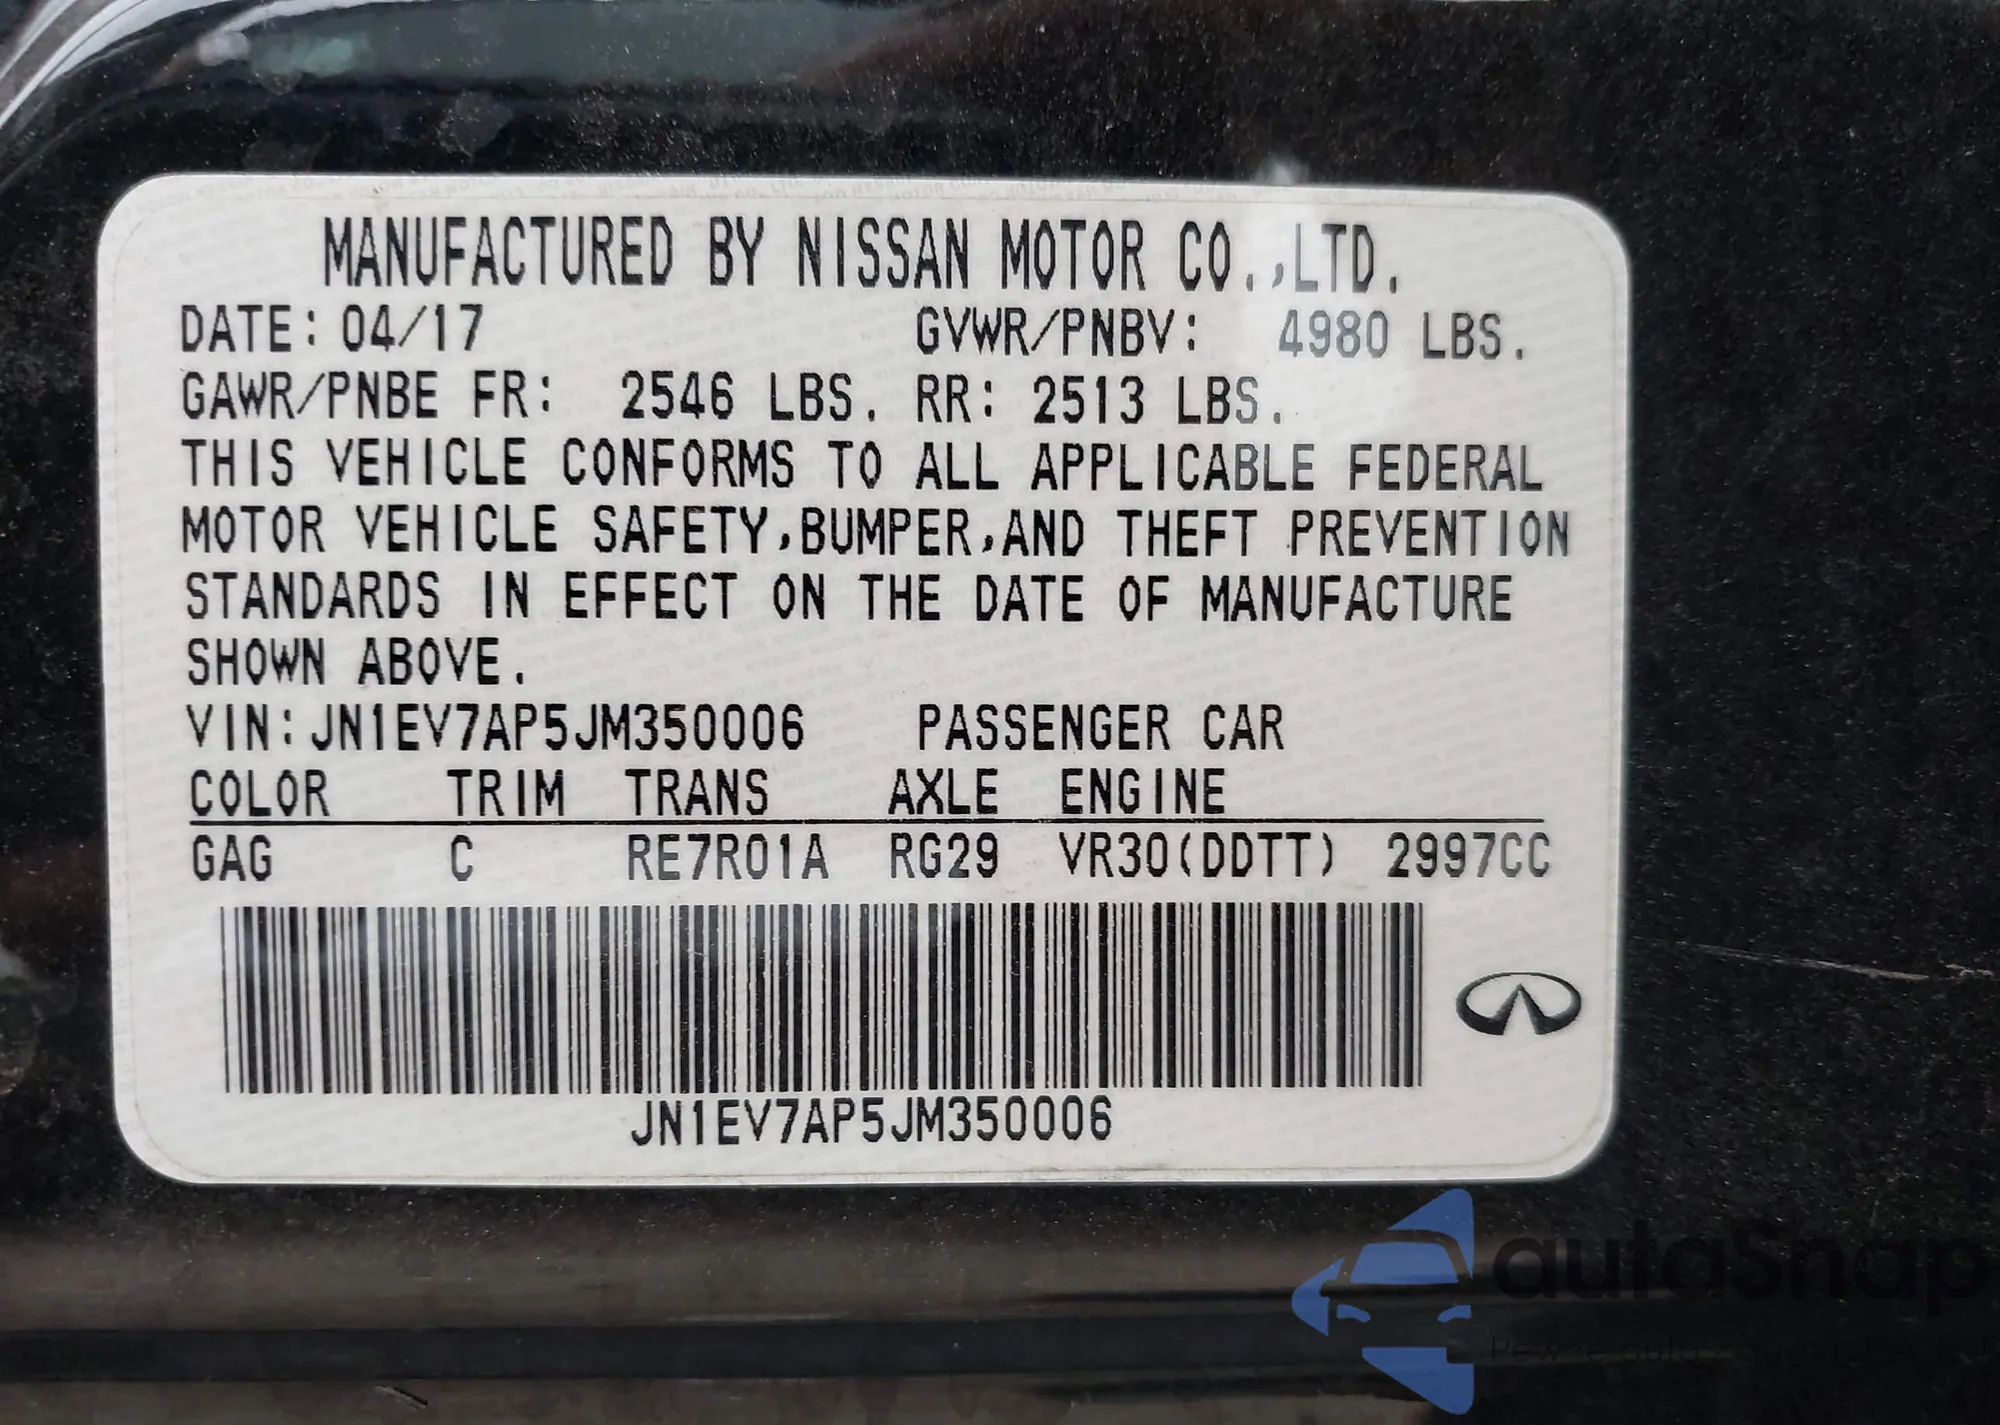 MANUFACTURED BY NISSAN MOTOR CO.,LTD.
DATE: 04/17 GVWR/PNBV: 4980 LBS.
GAWR/PNBE FR: 2546 LBS. RR: 2513 LBS.
THIS VEHICLE CONFORMS TO ALL APPLICABLE FEDERAL
MOTOR VEHICLE SAFETY,BUMPER,AND THEFT PREVENTION
STANDARDS IN EFFECT ON THE DATE OF MANUFACTURE
SHOWN ABOVE.
VIN:JN1EV7AP5JM350006 PASSENGER CAR
COLOR TRIM TRANS AXLE ENGINE
GAG C RE7R01A RG29 VR30(DDTT) 2997CC
JN1EV7AP5JM350006
autosnap